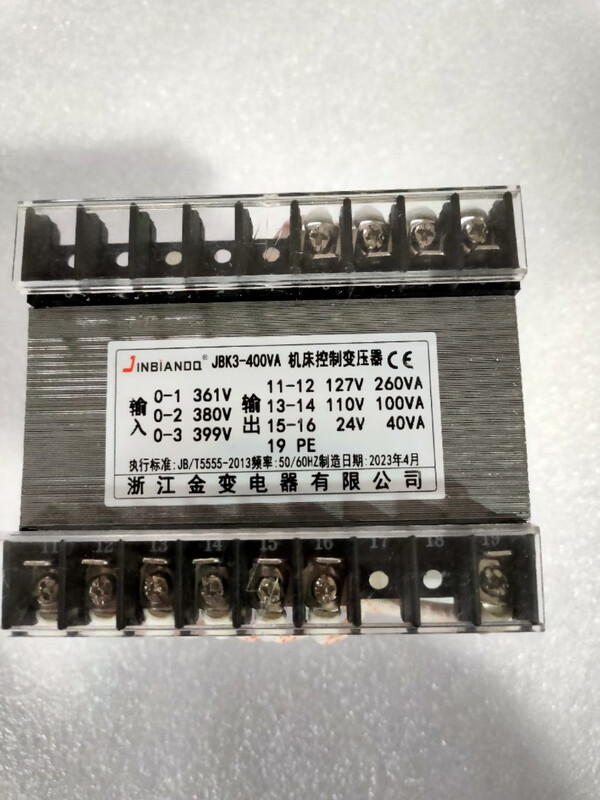 JINBIANDQ® JBK3-400VA 机床控制变压器 CE
输入 0-1 361V 输出 11-12 127V 260VA
0-2 380V 13-14 110V 100VA
0-3 399V 15-16 24V 40VA
19 PE
执行标准:JB/T5555-2013频率:50/60HZ制造日期:2023年4月
浙江金变电器有限公司
11 12 13 14 15 16 17 18 19